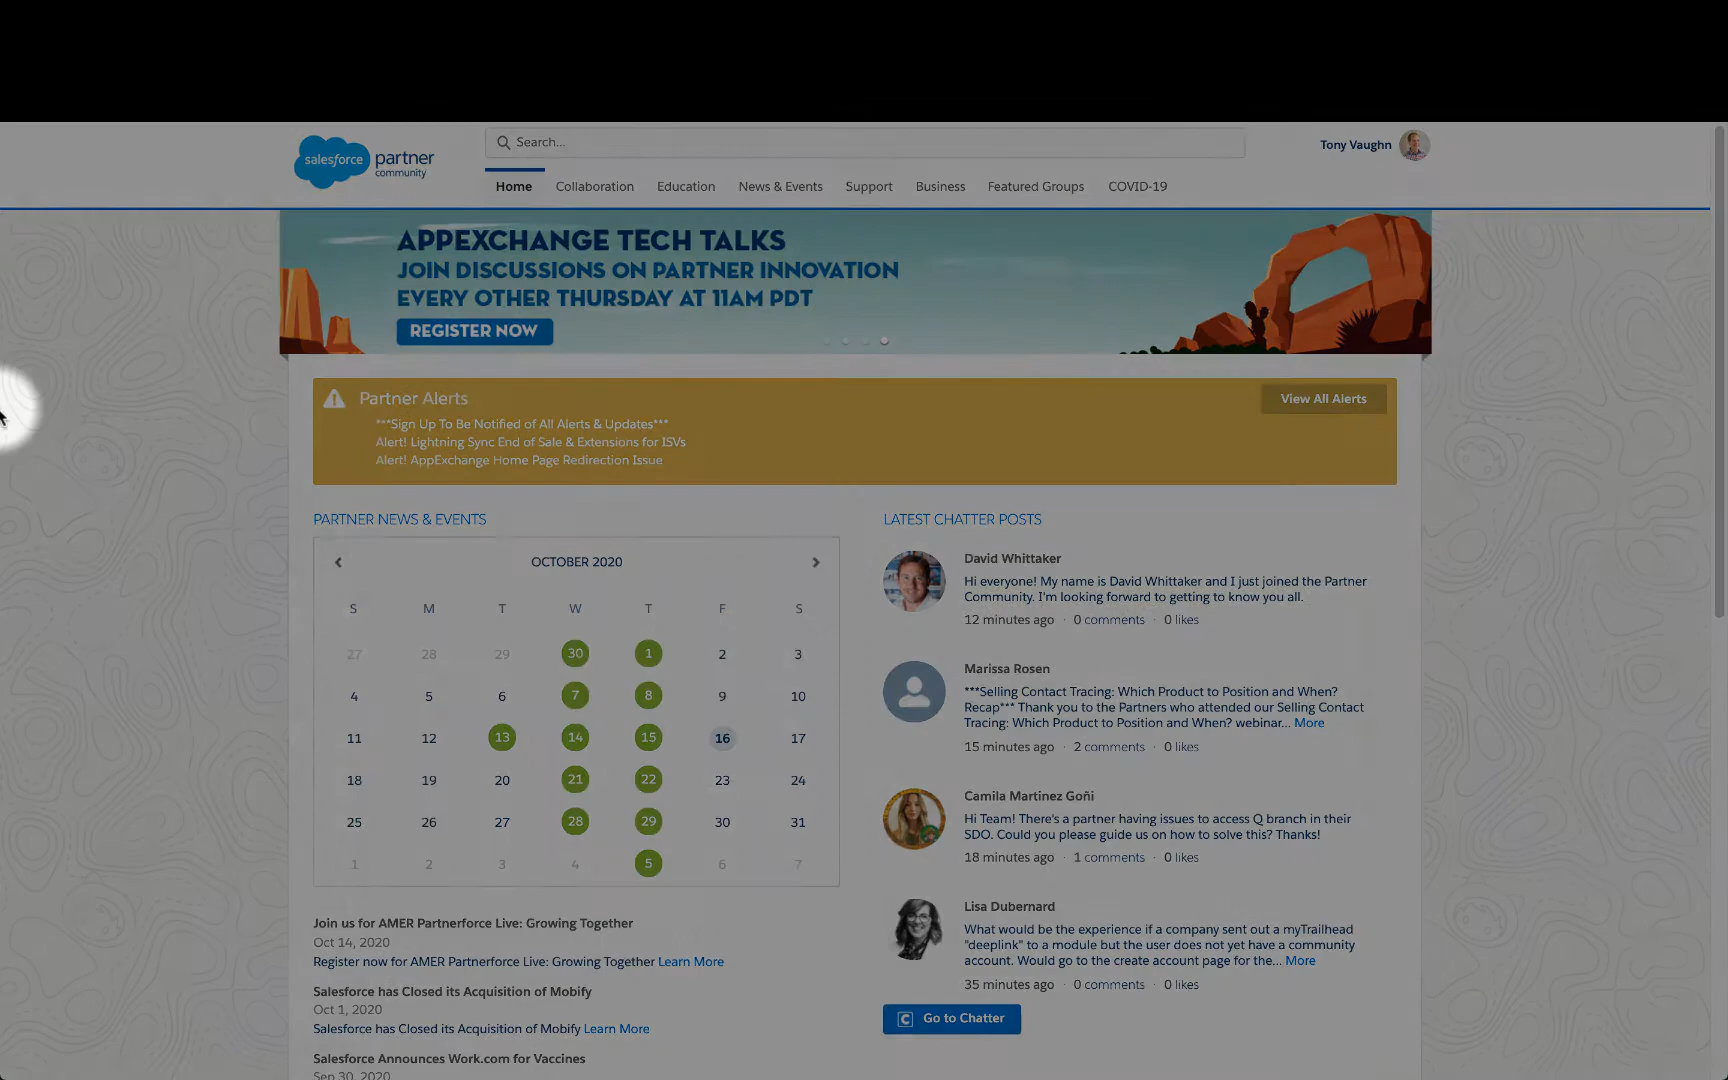 salesforce
partner
community
Search...
Tony Vaughn
Home
Collaboration
Education
News & Events
Support
Business
Featured Groups
COVID-19
APPEXCHANGE TECH TALKS
JOIN DISCUSSIONS ON PARTNER INNOVATION
EVERY OTHER THURSDAY AT 11AM PDT
REGISTER NOW
Partner Alerts
View All Alerts
***Sign Up To Be Notified of All Alerts & Updates***
Alert! Lightning Sync End of Sale & Extensions for ISVs
Alert! AppExchange Home Page Redirection Issue
PARTNER NEWS & EVENTS
OCTOBER 2020
S M T W T F S
27 28 29 30 1 2 3
4 5 6 7 8 9 10
11 12 13 14 15 16 17
18 19 20 21 22 23 24
25 26 27 28 29 30 31
1 2 3 4 5 6 7
Join us for AMER Partnerforce Live: Growing Together
Oct 14, 2020
Register now for AMER Partnerforce Live: Growing Together Learn More
Salesforce has Closed its Acquisition of Mobify
Oct 1, 2020
Salesforce has Closed its Acquisition of Mobify Learn More
Salesforce Announces Work.com for Vaccines
Sep 30, 2020
LATEST CHATTER POSTS
David Whittaker
Hi everyone! My name is David Whittaker and I just joined the Partner
Community. I'm looking forward to getting to know you all.
12 minutes ago · 0 comments · 0 likes
Marissa Rosen
***Selling Contact Tracing: Which Product to Position and When?
Recap*** Thank you to the Partners who attended our Selling Contact
Tracing: Which Product to Position and When? webinar... More
15 minutes ago · 2 comments · 0 likes
Camila Martinez Goñi
Hi Team! There's a partner having issues to access Q branch in their
SDO. Could you please guide us on how to solve this? Thanks!
18 minutes ago · 1 comments · 0 likes
Lisa Dubernard
What would be the experience if a company sent out a myTrailhead
"deeplink" to a module but the user does not yet have a community
account. Would go to the create account page for the... More
35 minutes ago · 0 comments · 0 likes
Go to Chatter